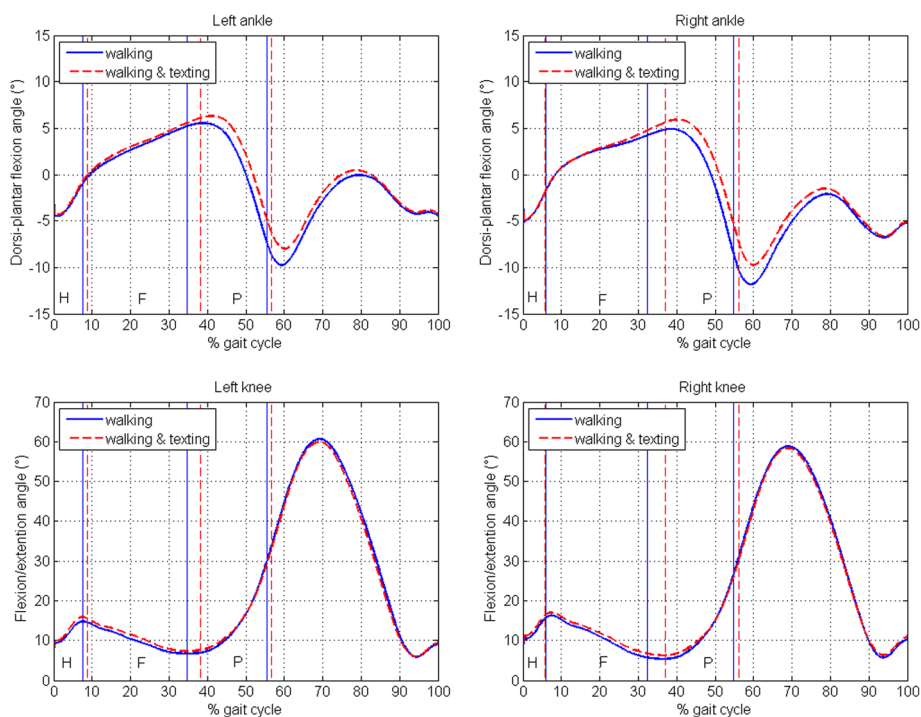 Left ankle
Dorsi-plantar flexion angle (°)
15
10
5
0
-5
-10
-15
walking
walking & texting
H F P
0 10 20 30 40 50 60 70 80 90 100
% gait cycle
Right ankle
Dorsi-plantar flexion angle (°)
15
10
5
0
-5
-10
-15
walking
walking & texting
H F P
0 10 20 30 40 50 60 70 80 90 100
% gait cycle
Left knee
Flexion/extention angle (°)
70
60
50
40
30
20
10
0
walking
walking & texting
H F P
0 10 20 30 40 50 60 70 80 90 100
% gait cycle
Right knee
Flexion/extention angle (°)
70
60
50
40
30
20
10
0
walking
walking & texting
H F P
0 10 20 30 40 50 60 70 80 90 100
% gait cycle